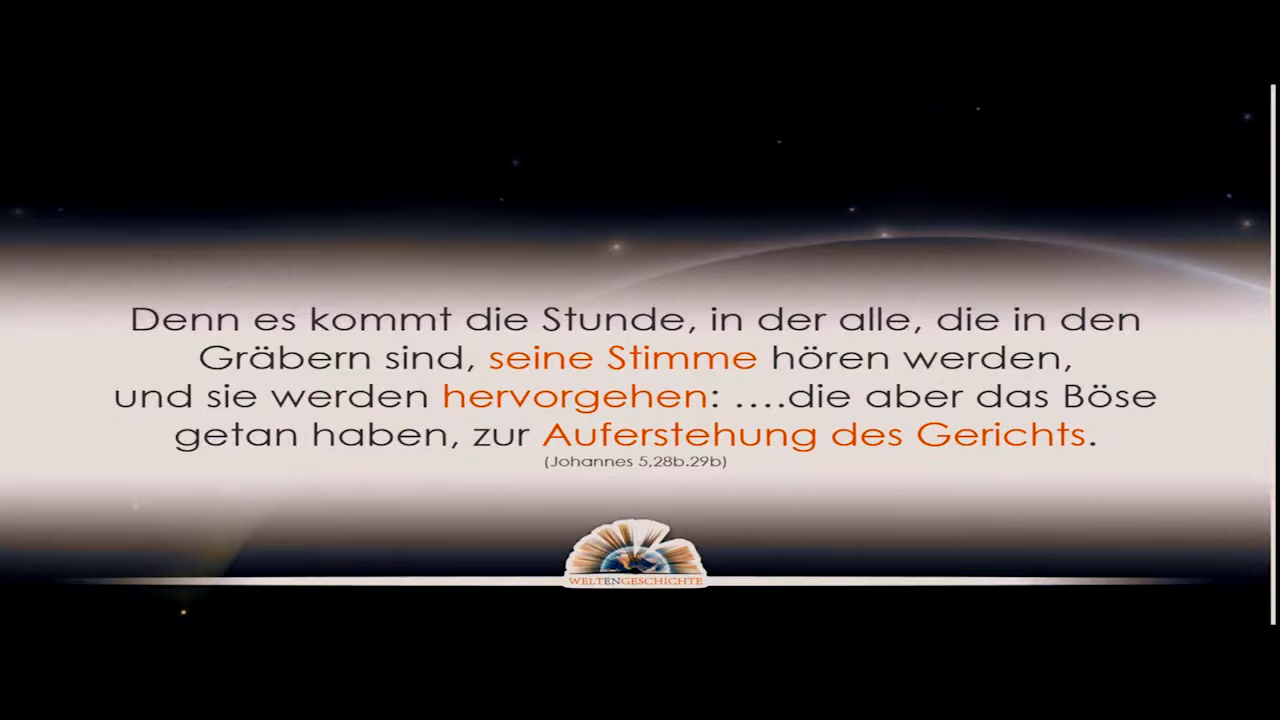 Denn es kommt die Stunde, in der alle, die in den
Gräbern sind, seine Stimme hören werden,
und sie werden hervorgehen: ....die aber das Böse
getan haben, zur Auferstehung des Gerichts.
(Johannes 5,28b.29b)
WELTENGESCHICHTE